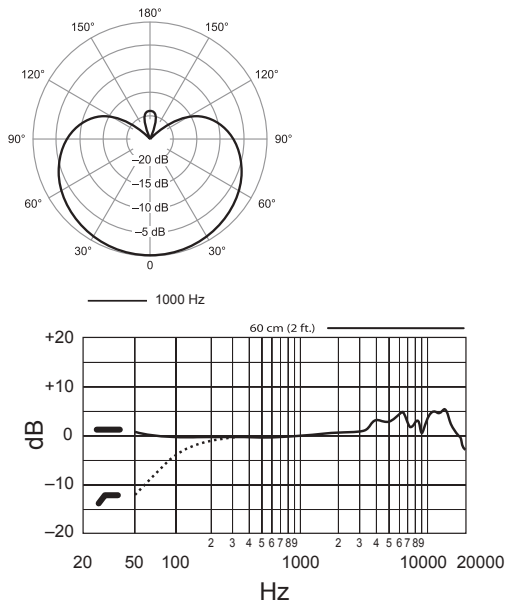 180°
150° 150°
120° 120°
90° 90°
–20 dB
–15 dB
60° 60°
–10 dB
–5 dB
30° 30°
0
1000 Hz
60 cm (2 ft.)
+20
+10
dB
0
–10
–20
2 3 4 5 6 7 8 9 2 3 4 5 6 7 8 9
20 50 100 1000 10000 20000
Hz